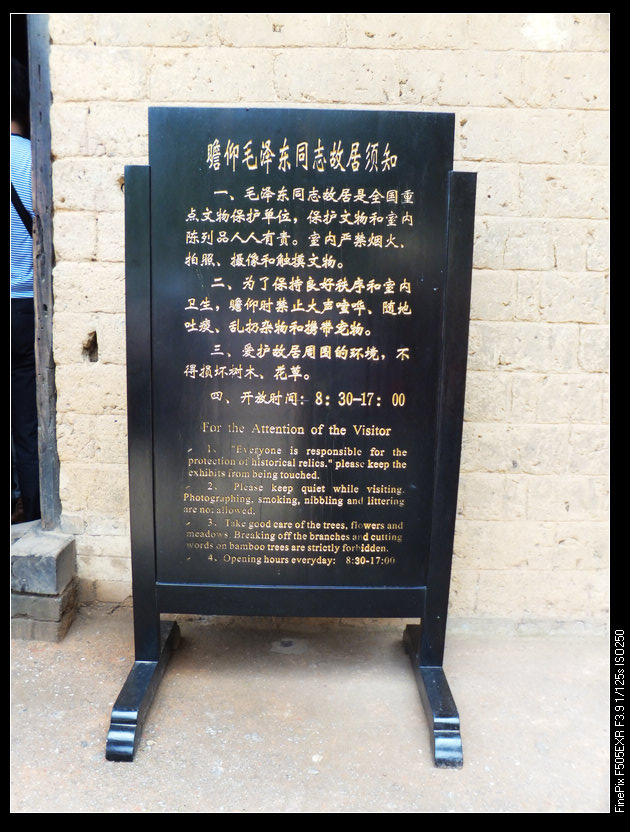 瞻仰毛泽东同志故居须知
一、毛泽东同志故居是全国重
点文物保护单位，保护文物和室内
陈列品人人有责。室内严禁烟火、
拍照、摄像和触摸文物。
二、为了保持良好秩序和室内
卫生，瞻仰时禁止大声喧哗、随地
吐痰、乱扔杂物和携带宠物。
三、爱护故居周围的环境，不
得损坏树木、花草。
四、开放时间：8：30—17：00
For the Attention of the Visitor
1、"Everyone is responsible for the
protection of historical relics." please keep the
exhibits from being touched.
2. Please keep quiet while visiting.
Photographing, smoking, nibbling and littering
are not allowed.
3. Take good care of the trees, flowers and
meadows. Breaking off the branches and cutting
words on bamboo trees are strictly forbidden.
4. Opening hours everyday: 8:30-17:00
FinePix F505EXR F3.9 1/125s ISO250